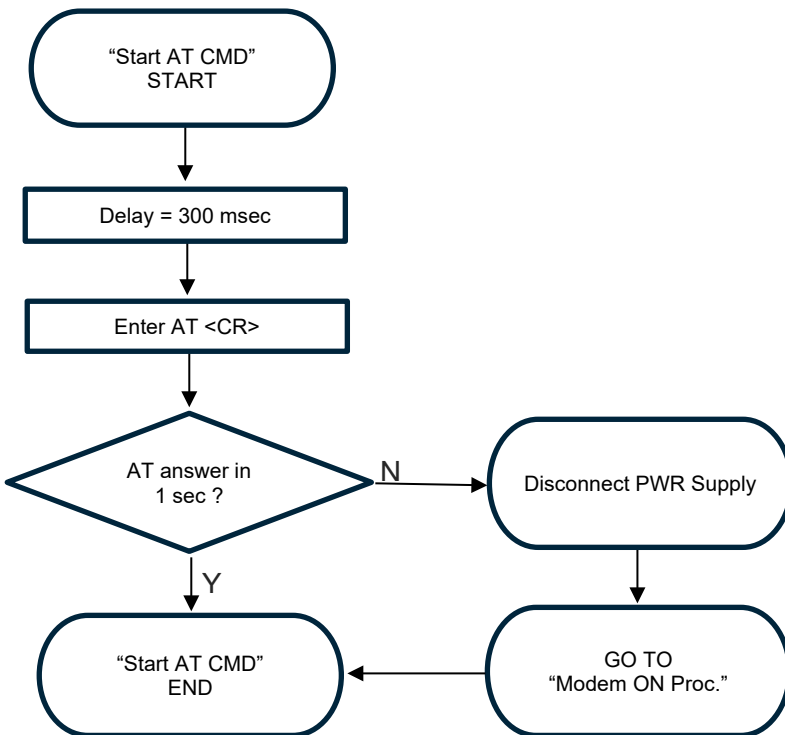 “Start AT CMD”
START
Delay = 300 msec
Enter AT <CR>
AT answer in
1 sec ?
N
Disconnect PWR Supply
Y
“Start AT CMD”
END
GO TO
“Modem ON Proc.”